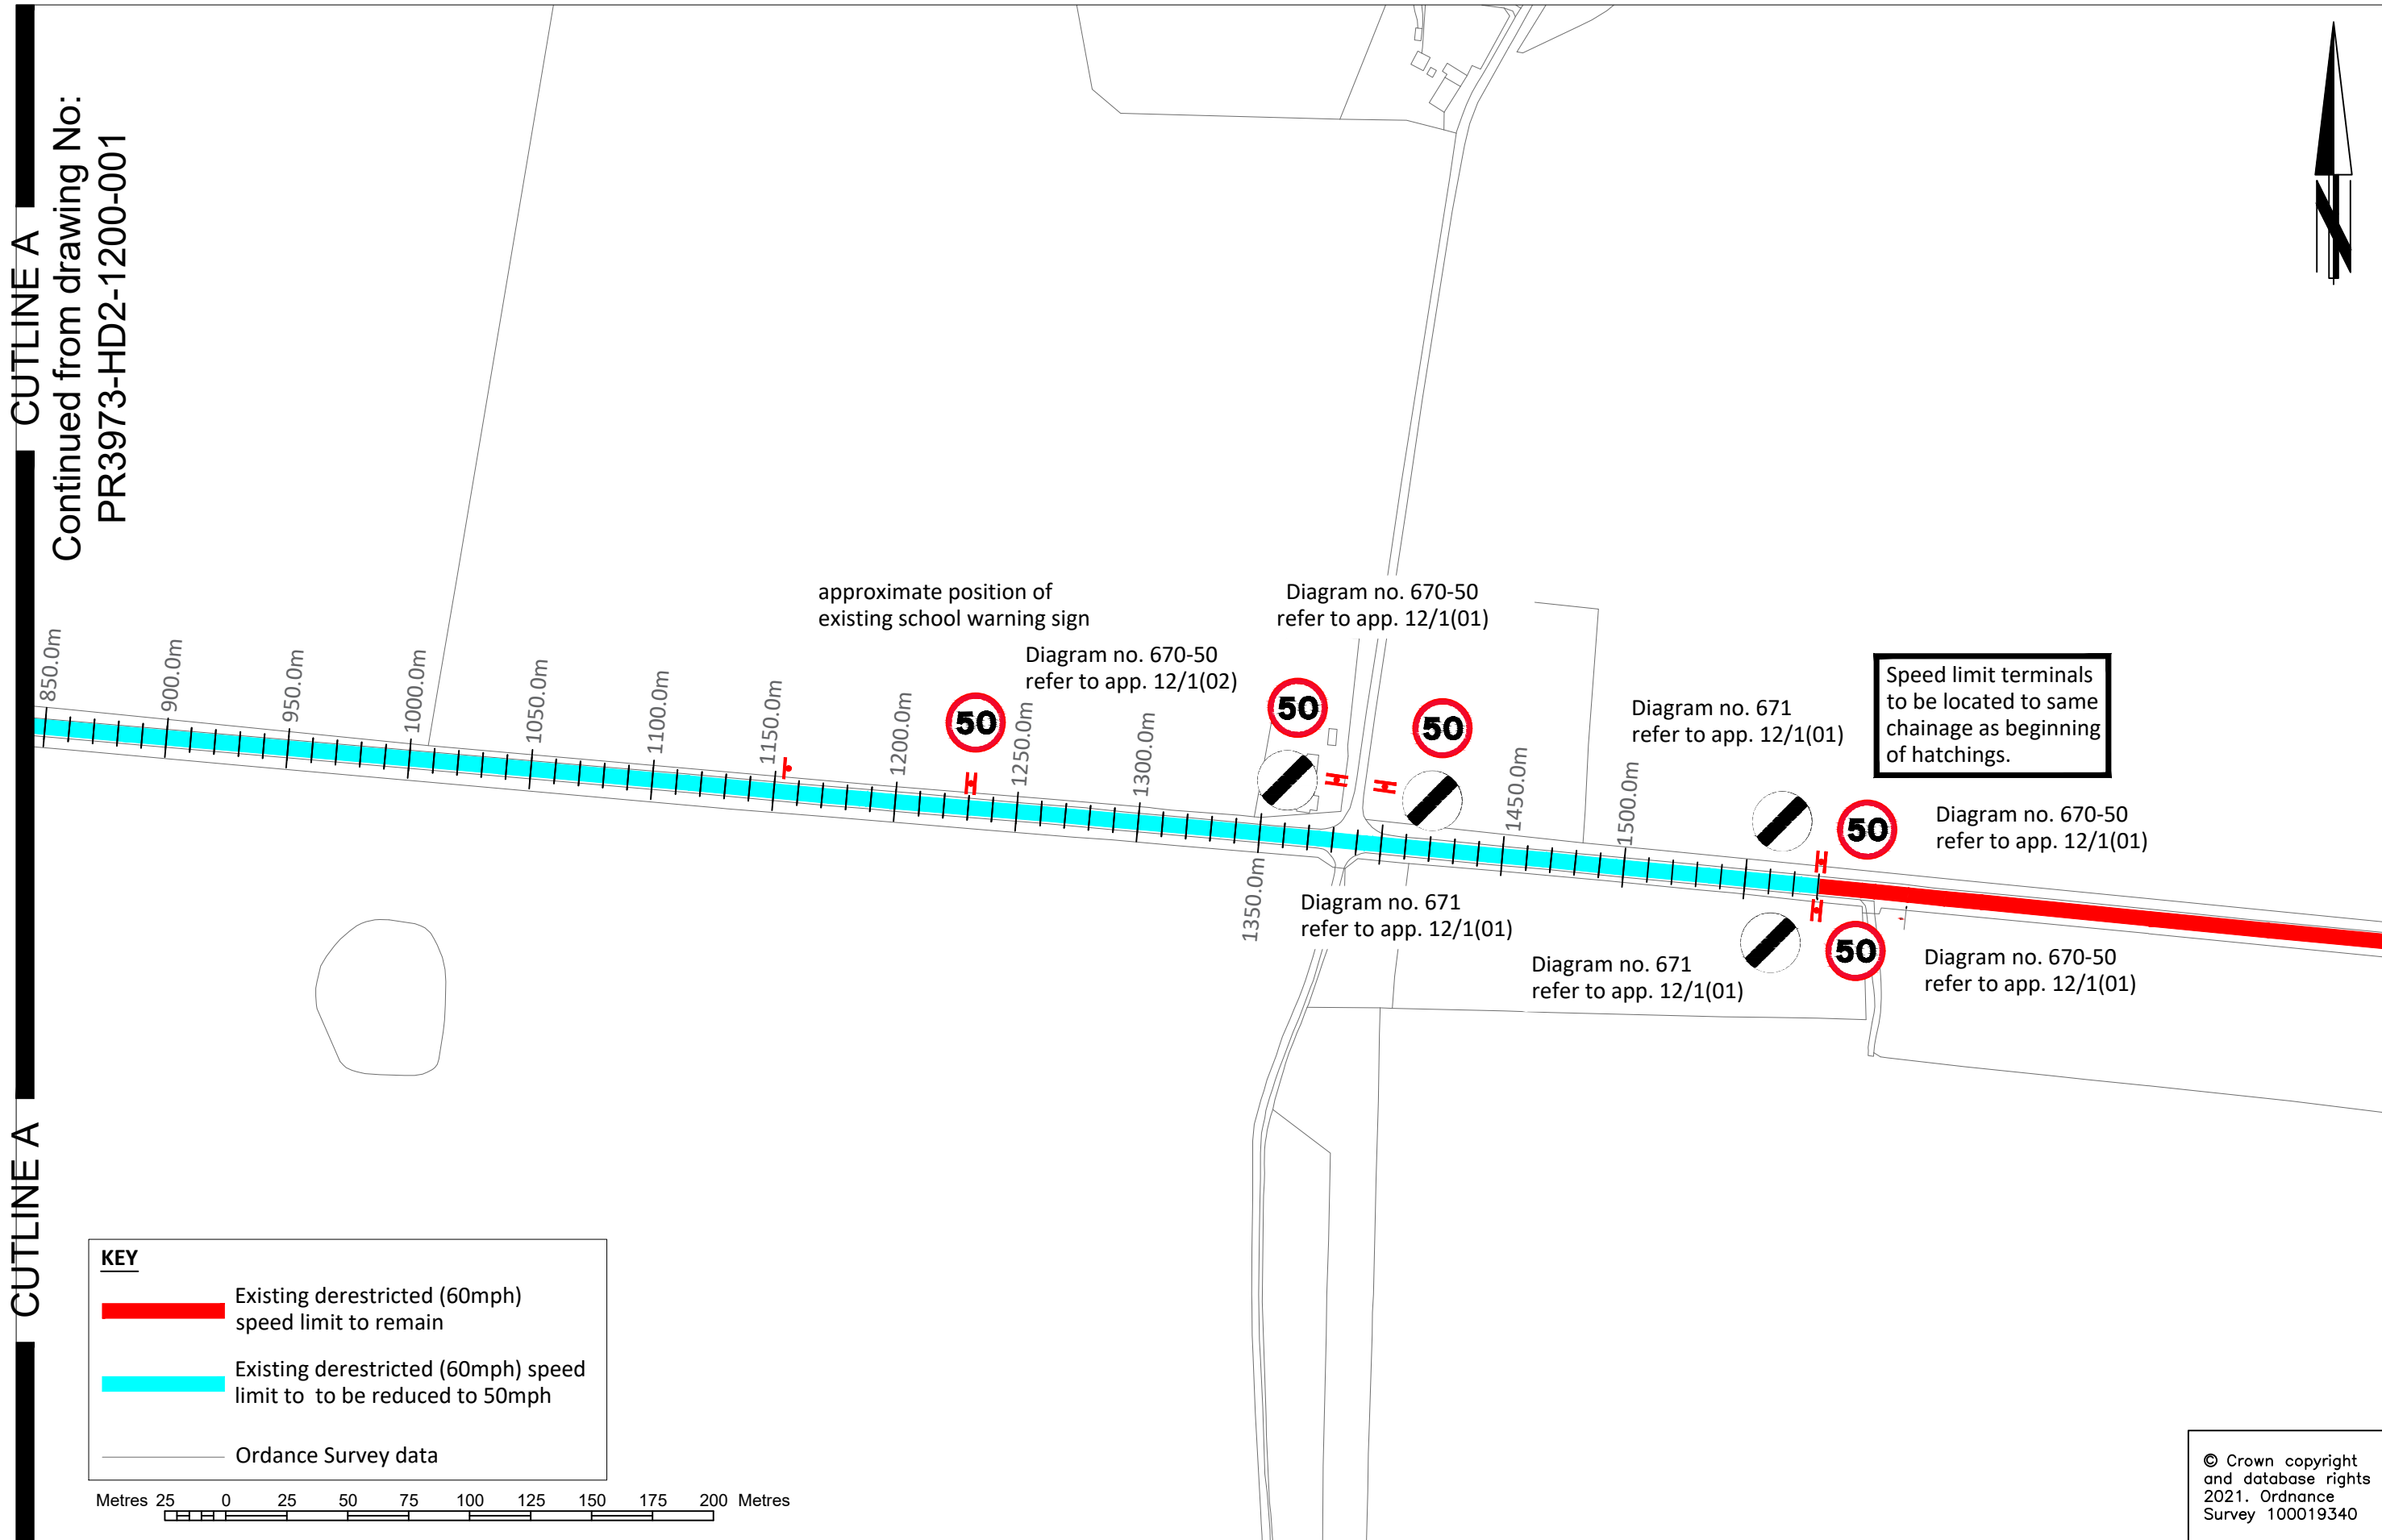 CUTLINE A
Continued from drawing No:
PR3973-HD2-1200-001
CUTLINE A
approximate position of
existing school warning sign
Diagram no. 670-50
refer to app. 12/1(02)
Diagram no. 670-50
refer to app. 12/1(01)
850.0m
900.0m
950.0m
1000.0m
1050.0m
1100.0m
1150.0m
1200.0m
1250.0m
1300.0m
1350.0m
1450.0m
1500.0m
50
50
50
Diagram no. 671
refer to app. 12/1(01)
Speed limit terminals
to be located to same
chainage as beginning
of hatchings.
50
Diagram no. 670-50
refer to app. 12/1(01)
Diagram no. 671
refer to app. 12/1(01)
Diagram no. 671
refer to app. 12/1(01)
50
Diagram no. 670-50
refer to app. 12/1(01)
N
KEY
Existing derestricted (60mph)
speed limit to remain
Existing derestricted (60mph) speed
limit to  to be reduced to 50mph
Ordance Survey data
Metres 25 0 25 50 75 100 125 150 175 200 Metres
© Crown copyright
and database rights
2021. Ordnance
Survey 100019340